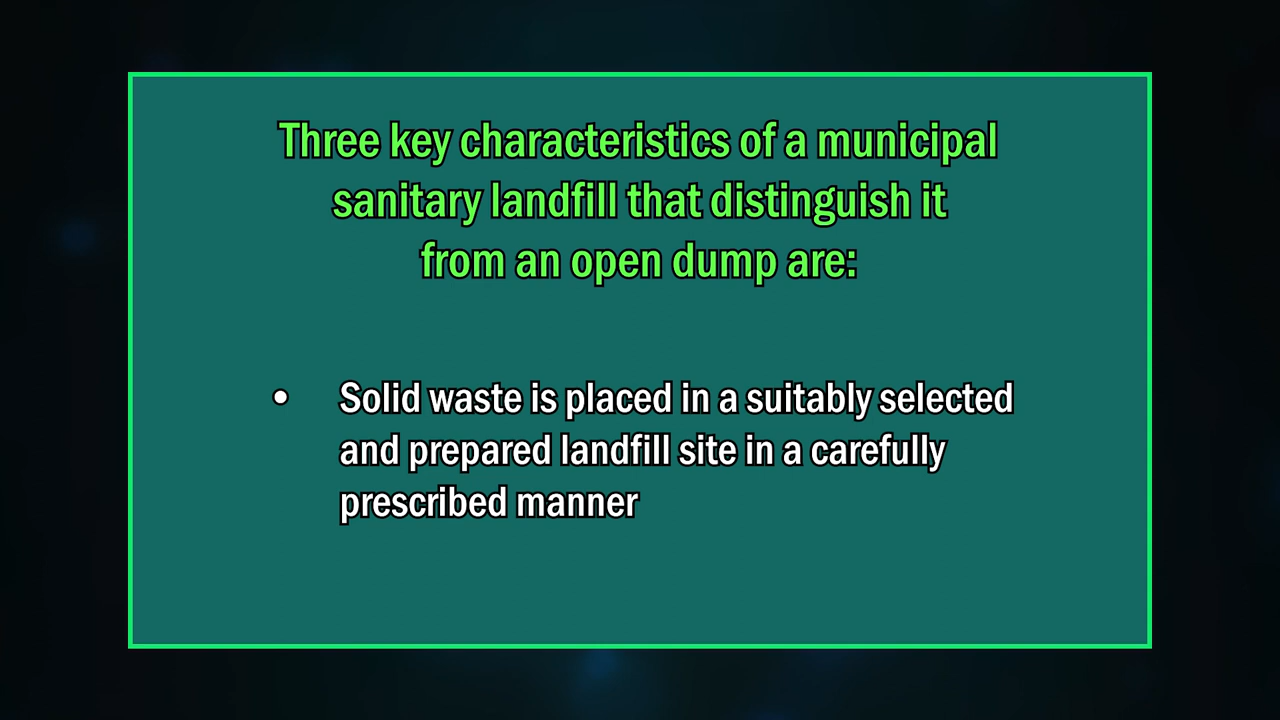 Three key characteristics of a municipal
sanitary landfill that distinguish it
from an open dump are:
• Solid waste is placed in a suitably selected
and prepared landfill site in a carefully
prescribed manner